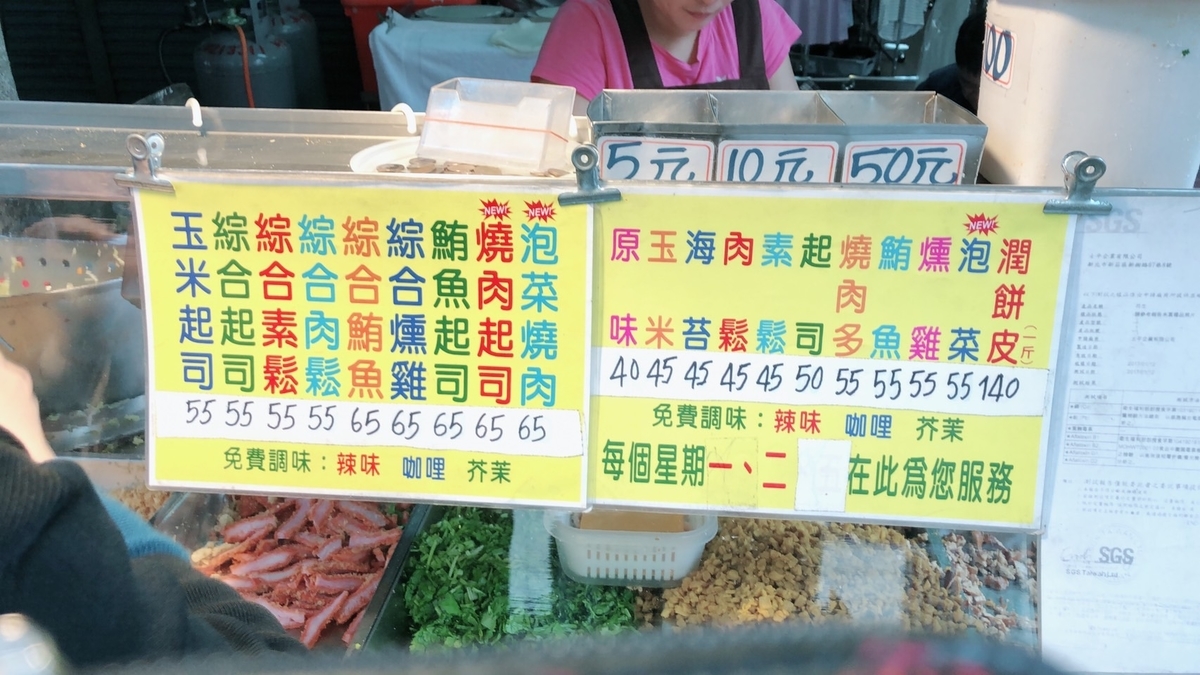 5元
10元
50元
00
玉米起司
綜合起司
綜合素鬆
綜合肉鬆
綜合鮪魚
綜合燻雞
鮪魚起司
NEW!
燒肉起司
NEW!
泡菜燒肉
55 55 55 55 65 65 65 65 65
免費調味：辣味 咖哩 芥茉
原味
玉米
海苔
肉鬆
素鬆
起司
燒肉多
鮪魚
燻雞
NEW!
泡菜
潤餅皮(一斤)
40 45 45 45 45 50 55 55 55 55 140
免費調味：辣味 咖哩 芥茉
每個星期一、二 在此為您服務
SGS
SGS